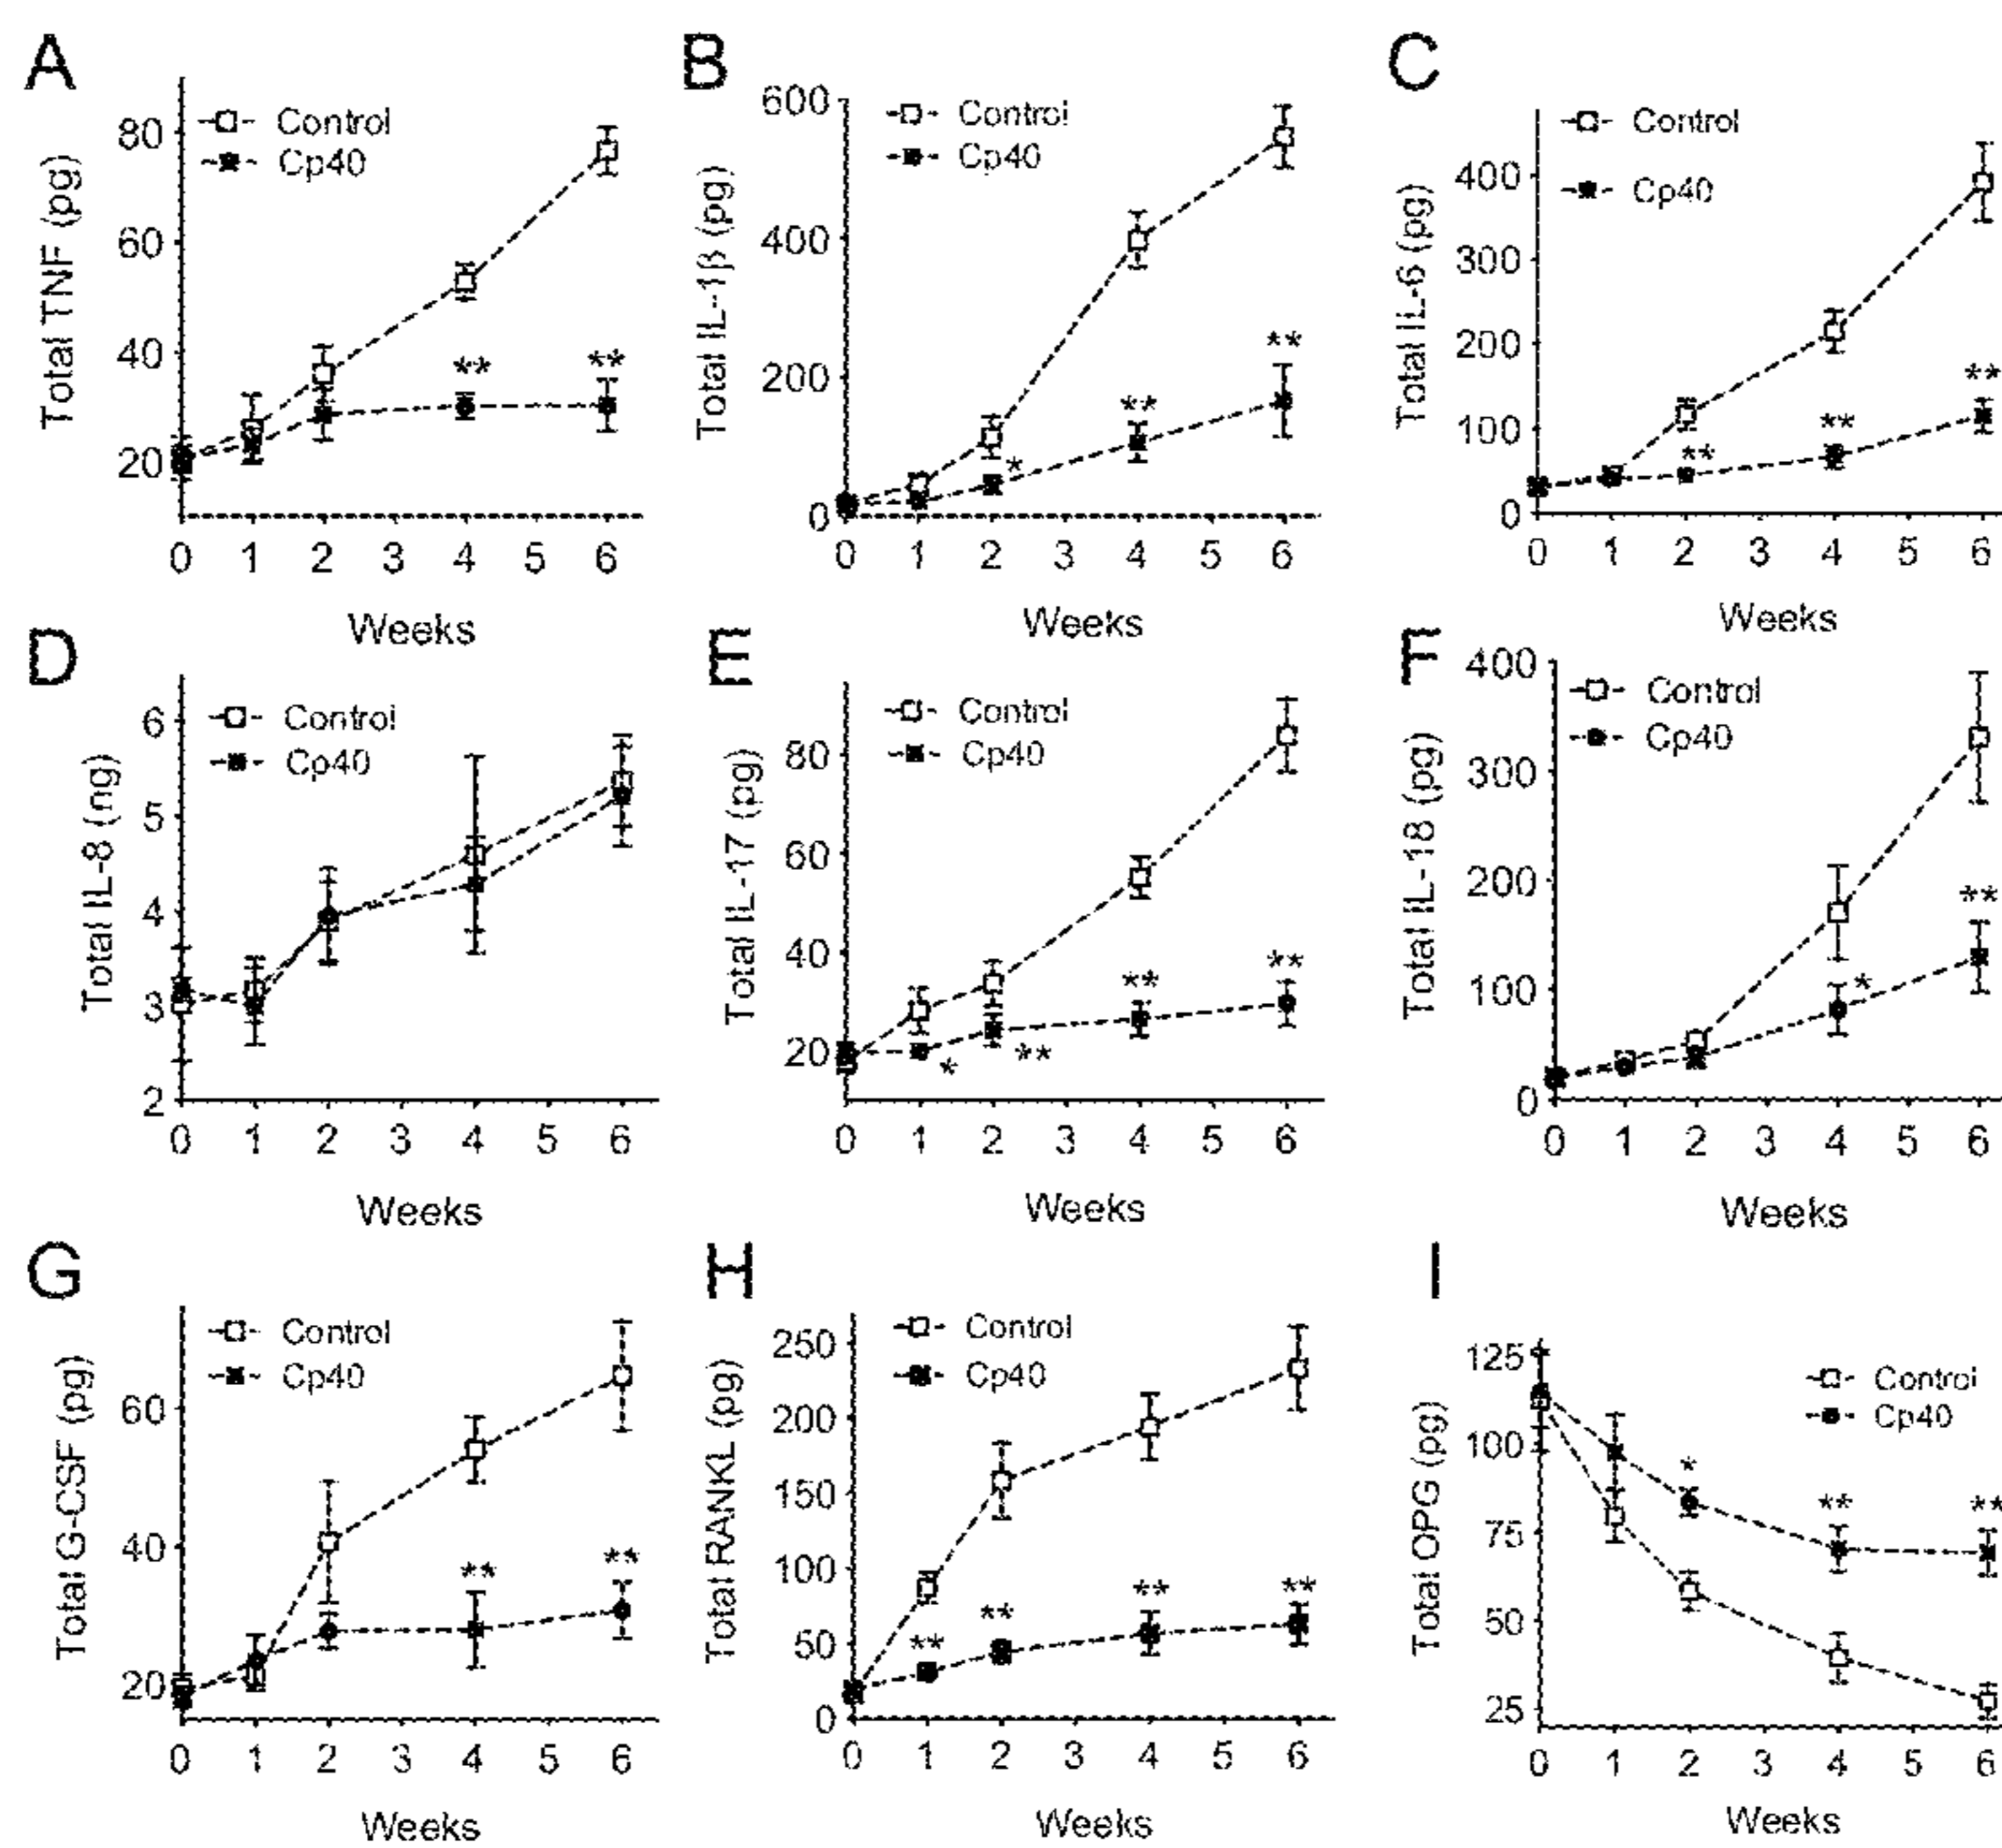 A
Total TNF (pg)
Control
Cp40
80
60
40
20
**
**
0 1 2 3 4 5 6
Weeks
B
Total IL-1β (pg)
Control
Cp40
600
400
200
0
*
**
**
0 1 2 3 4 5 6
Weeks
C
Total IL-6 (pg)
Control
Cp40
400
300
200
100
0
**
**
**
0 1 2 3 4 5 6
Weeks
D
Total IL-8 (ng)
Control
Cp40
6
5
4
3
2
0 1 2 3 4 5 6
Weeks
E
Total IL-17 (pg)
Control
Cp40
80
60
40
20
*
**
**
**
0 1 2 3 4 5 6
Weeks
F
Total IL-18 (pg)
Control
Cp40
400
300
200
100
0
*
**
0 1 2 3 4 5 6
Weeks
G
Total G-CSF (pg)
Control
Cp40
60
40
20
**
**
0 1 2 3 4 5 6
Weeks
H
Total RANKL (pg)
Control
Cp40
250
200
150
100
50
0
**
**
**
**
0 1 2 3 4 5 6
Weeks
I
Total OPG (pg)
Control
Cp40
125
100
75
50
25
*
**
**
0 1 2 3 4 5 6
Weeks